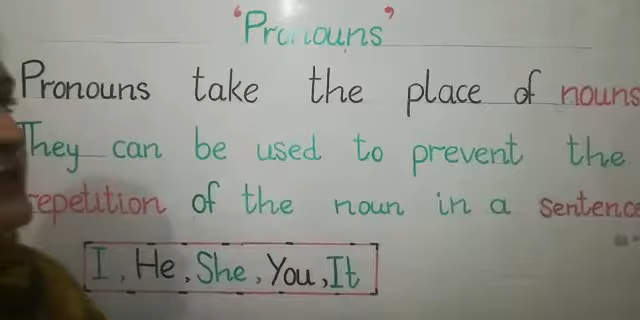 'Pronouns'
Pronouns take the place of nouns
They can be used to prevent the
repetition of the noun in a sentence
I, He, She, You, It